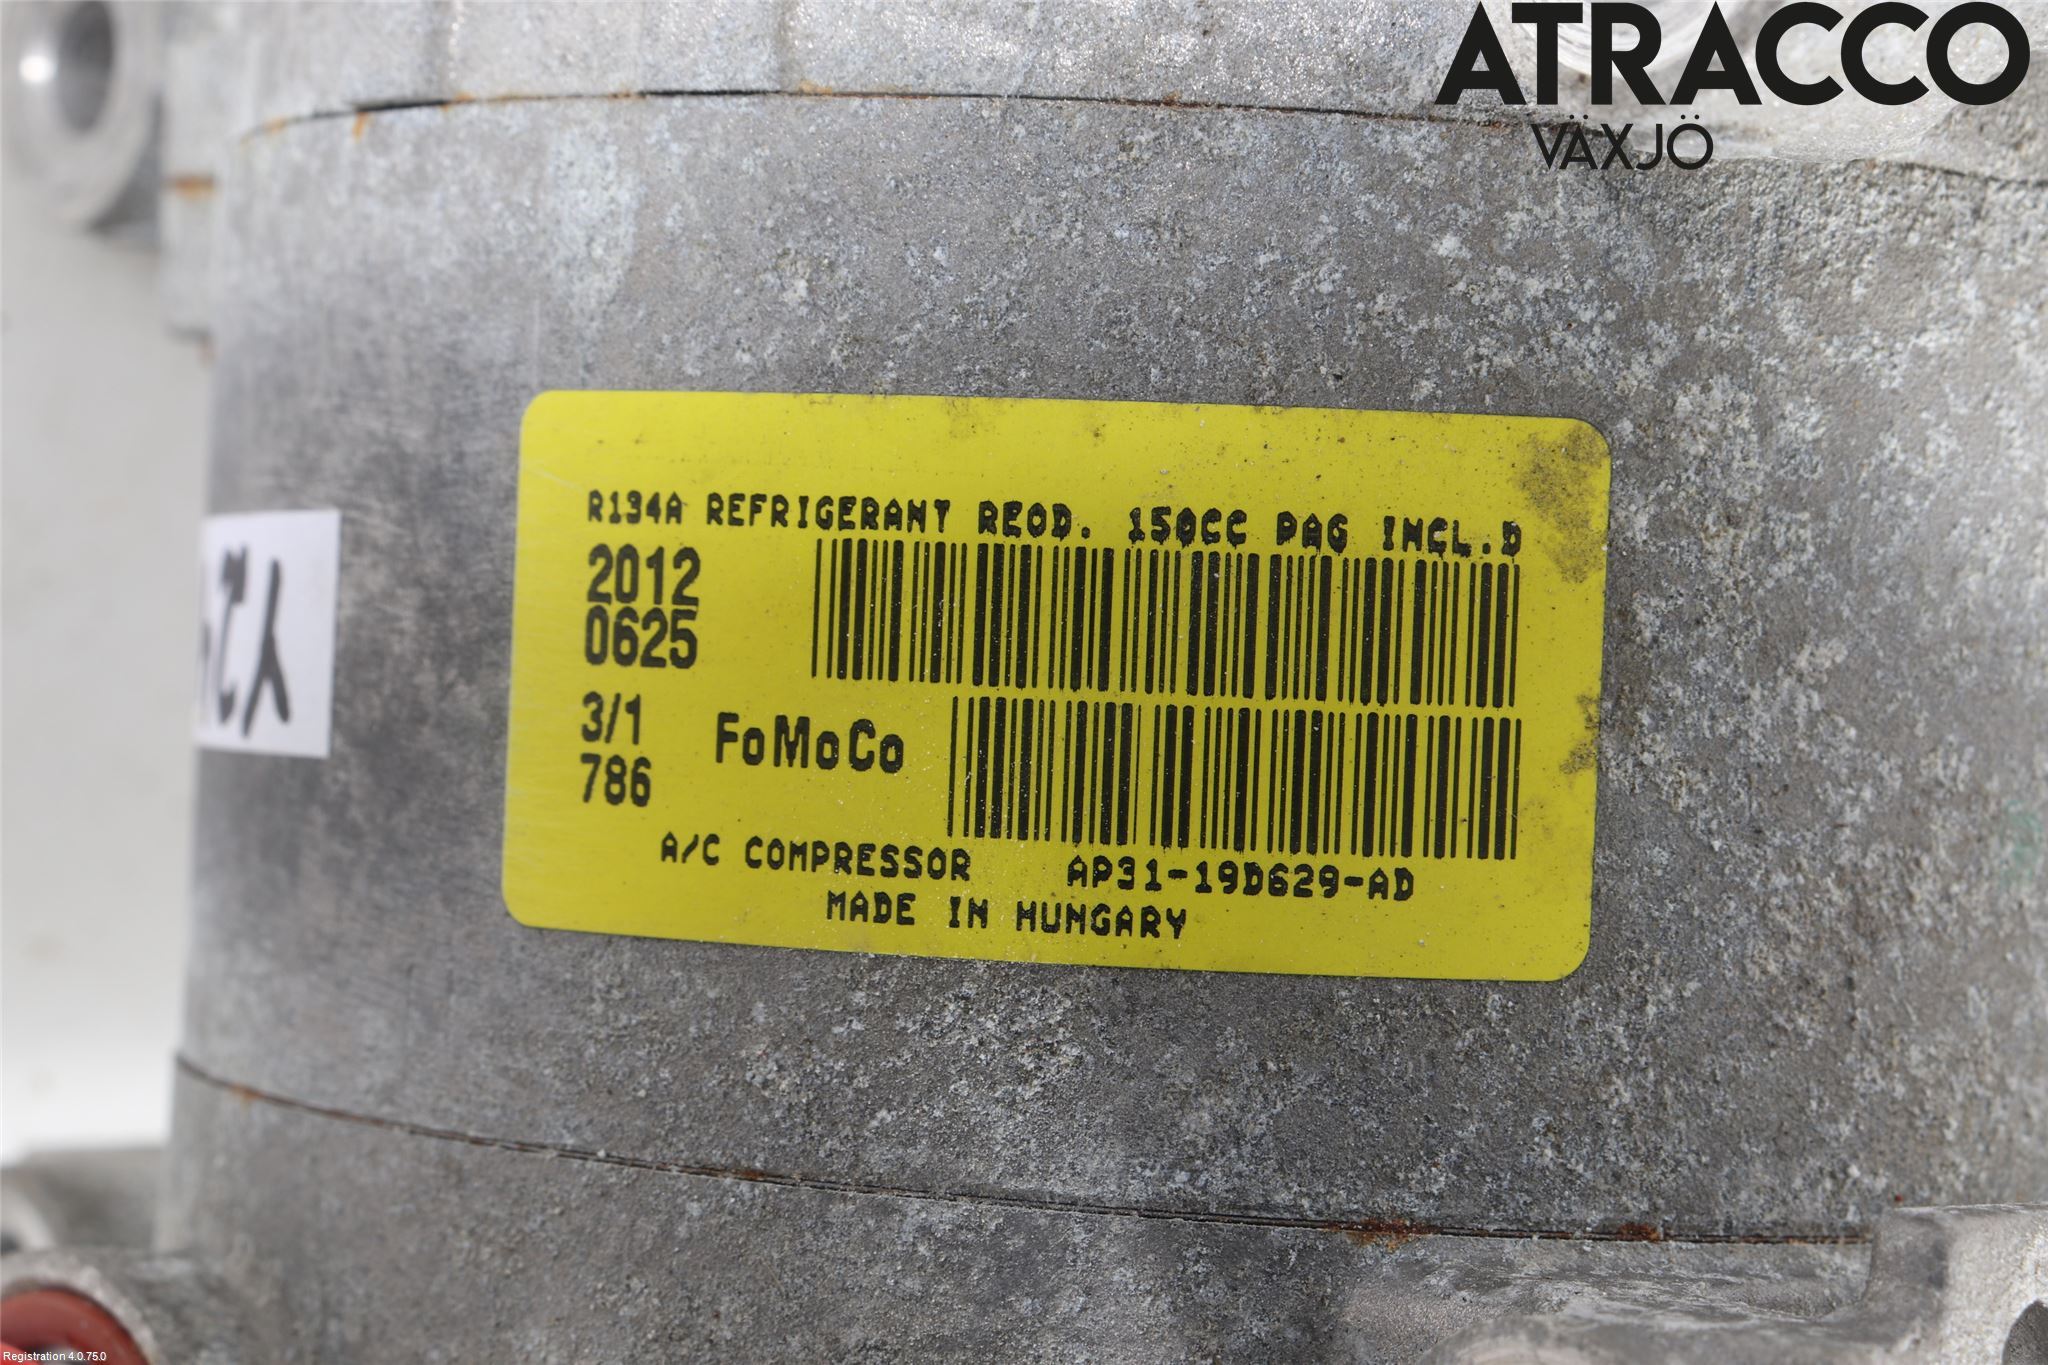 ATRACCO
VÄXJÖ
R134A REFRIGERANT REQD. 150CC PAG INCL.D
2012
0625
3/1
786
FoMoCo
A/C COMPRESSOR AP31-19D629-AD
MADE IN HUNGARY
Registration 4.0.75.0